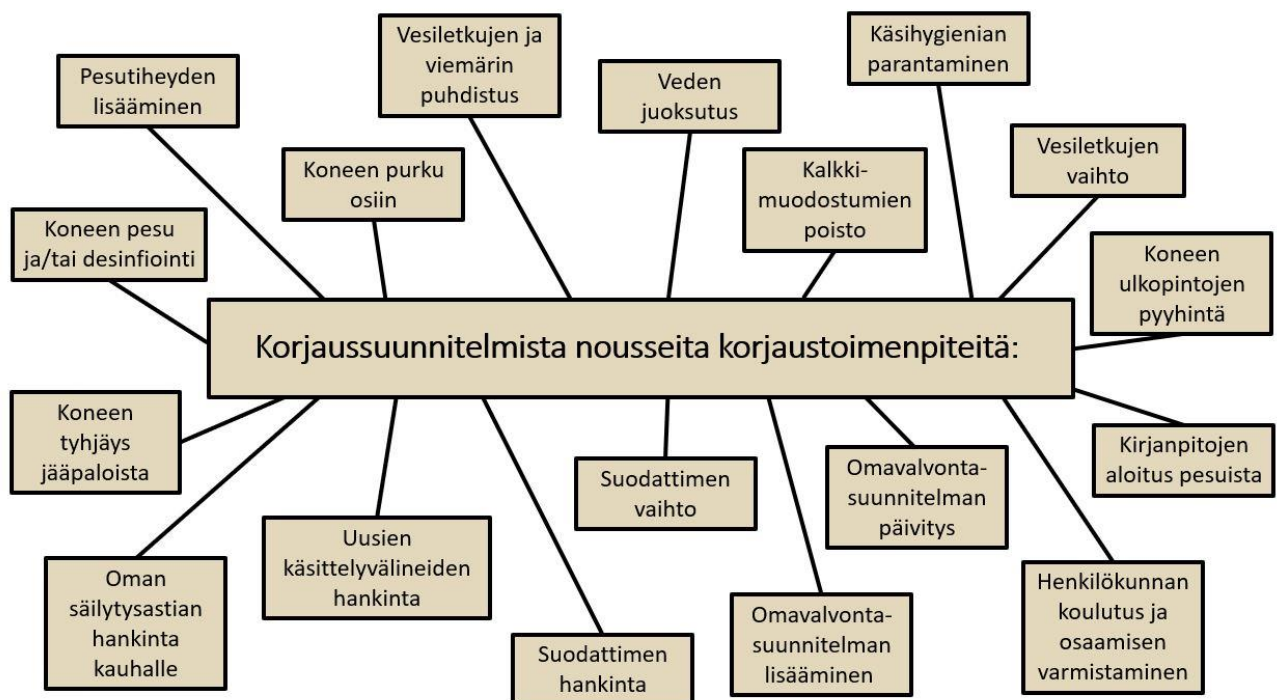 Pesutiheyden
lisääminen
Vesiletkujen ja
viemärin
puhdistus
Veden
juoksutus
Käsihygienian
parantaminen
Koneen purku
osiin
Kalkki-
muodostumien
poisto
Vesiletkujen
vaihto
Koneen pesu
ja/tai desinfiointi
Koneen
ulkopintojen
pyyhintä
Korjaussuunnitelmista nousseita korjaustoimenpiteitä:
Koneen
tyhjäys
jääpaloista
Suodattimen
vaihto
Omavalvonta-
suunnitelman
päivitys
Kirjanpitojen
aloitus pesuista
Oman
säilytysastian
hankinta
kauhalle
Uusien
käsittelyvälineiden
hankinta
Suodattimen
hankinta
Omavalvonta-
suunnitelman
lisääminen
Henkilökunnan
koulutus ja
osaamisen
varmistaminen